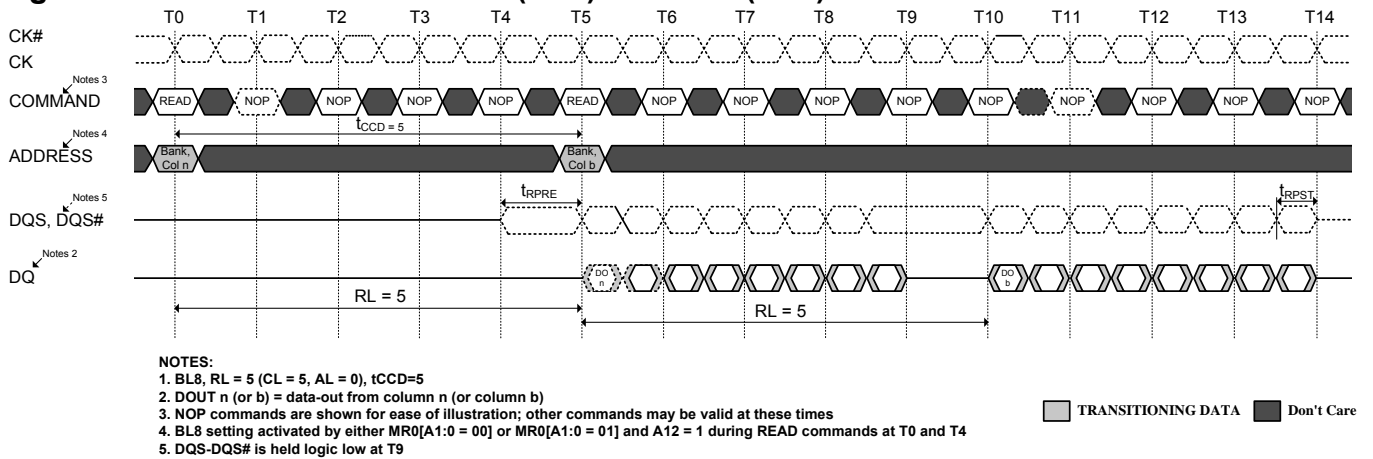 T0 T1 T2 T3 T4 T5 T6 T7 T8 T9 T10 T11 T12 T13 T14
CK#
CK
Notes 3
COMMAND
READ NOP NOP NOP NOP READ NOP NOP NOP NOP NOP NOP NOP NOP NOP
tCCD = 5
Notes 4
ADDRESS
Bank,
Col n
Bank,
Col b
tRPRE
tRPST
Notes 5
DQS, DQS#
Notes 2
DQ
DO
n
DO
b
RL = 5
RL = 5
NOTES:
1. BL8, RL = 5 (CL = 5, AL = 0), tCCD=5
2. DOUT n (or b) = data-out from column n (or column b)
3. NOP commands are shown for ease of illustration; other commands may be valid at these times
4. BL8 setting activated by either MR0[A1:0 = 00] or MR0[A1:0 = 01] and A12 = 1 during READ commands at T0 and T4
5. DQS-DQS# is held logic low at T9
TRANSITIONING DATA
Don't Care